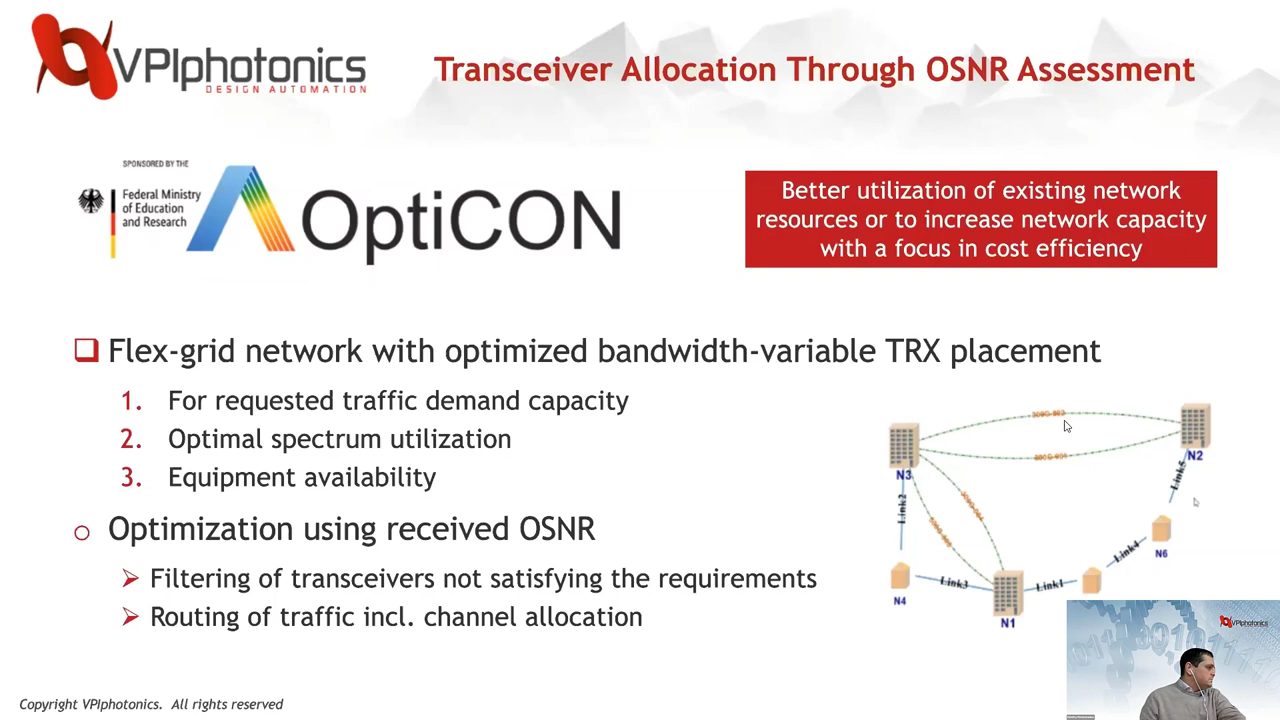 VPIphotonics
DESIGN AUTOMATION
Transceiver Allocation Through OSNR Assessment
SPONSORED BY THE
Federal Ministry
of Education
and Research
OptiCON
Better utilization of existing network
resources or to increase network capacity
with a focus in cost efficiency
❑ Flex-grid network with optimized bandwidth-variable TRX placement
1. For requested traffic demand capacity
2. Optimal spectrum utilization
3. Equipment availability
o Optimization using received OSNR
➢ Filtering of transceivers not satisfying the requirements
➢ Routing of traffic incl. channel allocation
N3
N2
Link5
Link2
N6
Link4
N4
Link3
Link1
N1
VPIphotonics
Copyright VPIphotonics. All rights reserved